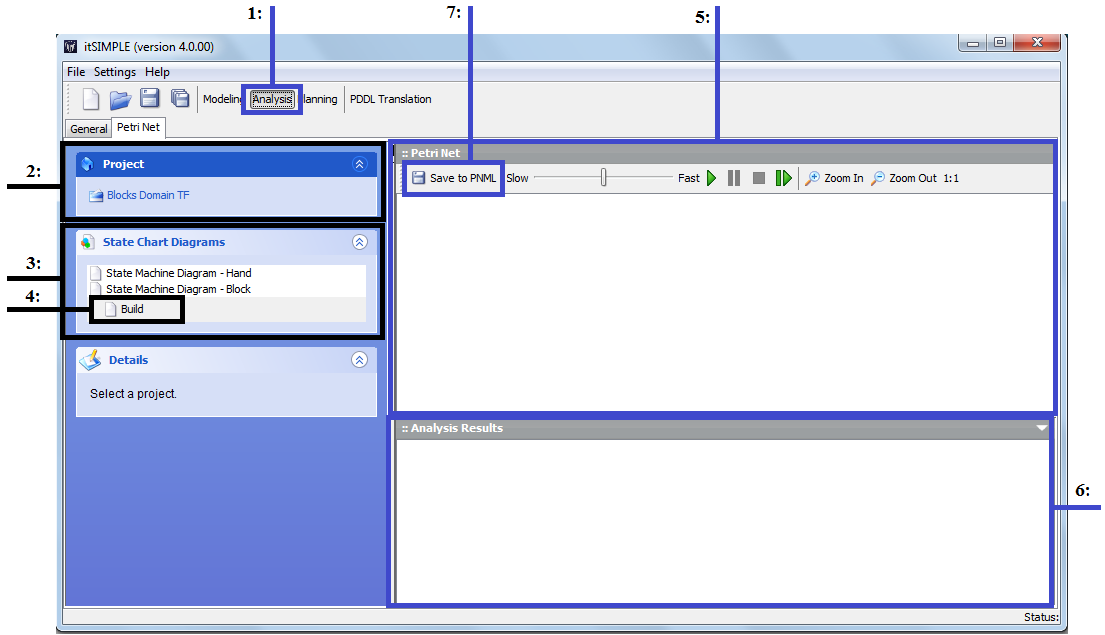 1:
7:
5:
itSIMPLE (version 4.0.00)
File Settings Help
Modeling Analysis lanning PDDL Translation
General Petri Net
2:
Project
Blocks Domain TF
:: Petri Net
Save to PNML Slow Fast Zoom In Zoom Out 1:1
3:
State Chart Diagrams
State Machine Diagram - Hand
State Machine Diagram - Block
4:
Build
Details
Select a project.
:: Analysis Results
6:
Status: